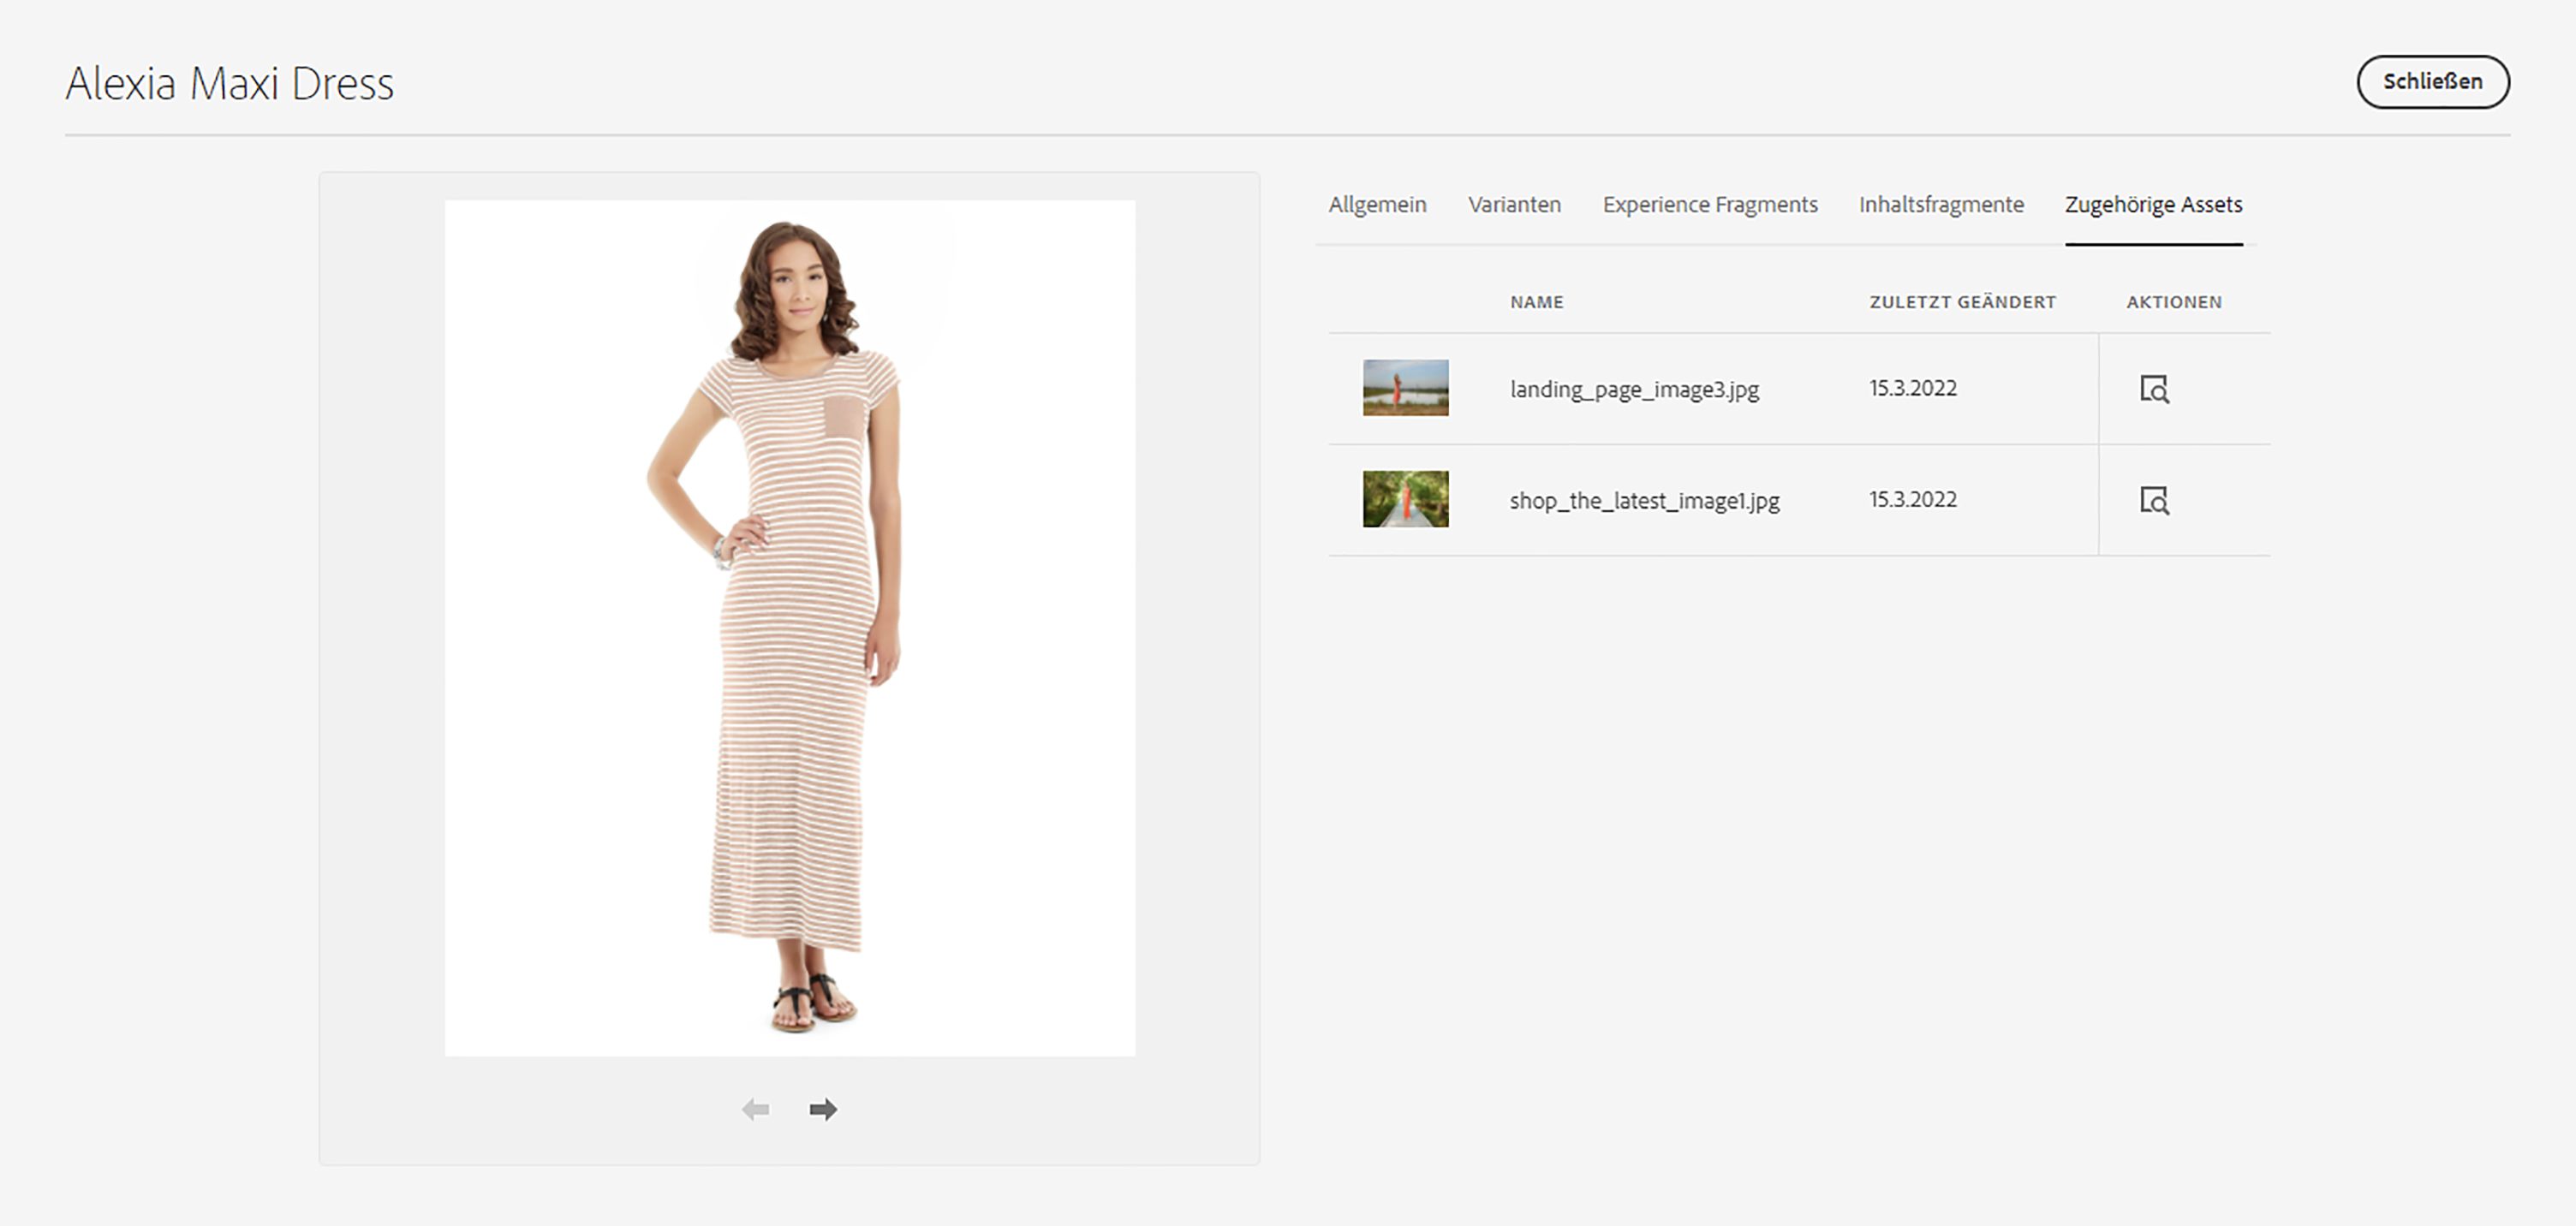 Alexia Maxi Dress
Schließen
Allgemein Varianten Experience Fragments Inhaltsfragmente Zugehörige Assets
NAME ZULETZT GEÄNDERT AKTIONEN
landing_page_image3.jpg 15.3.2022
shop_the_latest_image1.jpg 15.3.2022